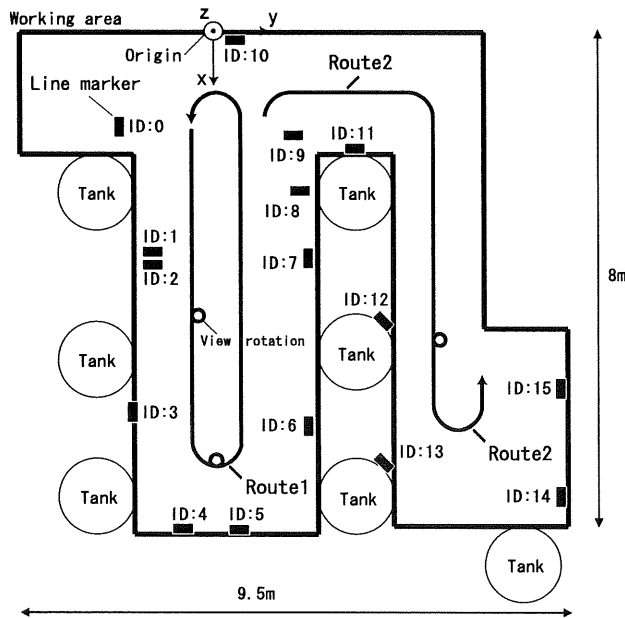 Working area
z
y
Origin
ID:10
x
Route2
Line marker
ID:0
ID:11
ID:9
Tank
Tank
ID:8
ID:1
ID:2
ID:7
8m
ID:12
View rotation
Tank
Tank
ID:15
ID:3
ID:6
ID:13
Route2
Route1
Tank
Tank
ID:14
ID:4
ID:5
Tank
9.5m